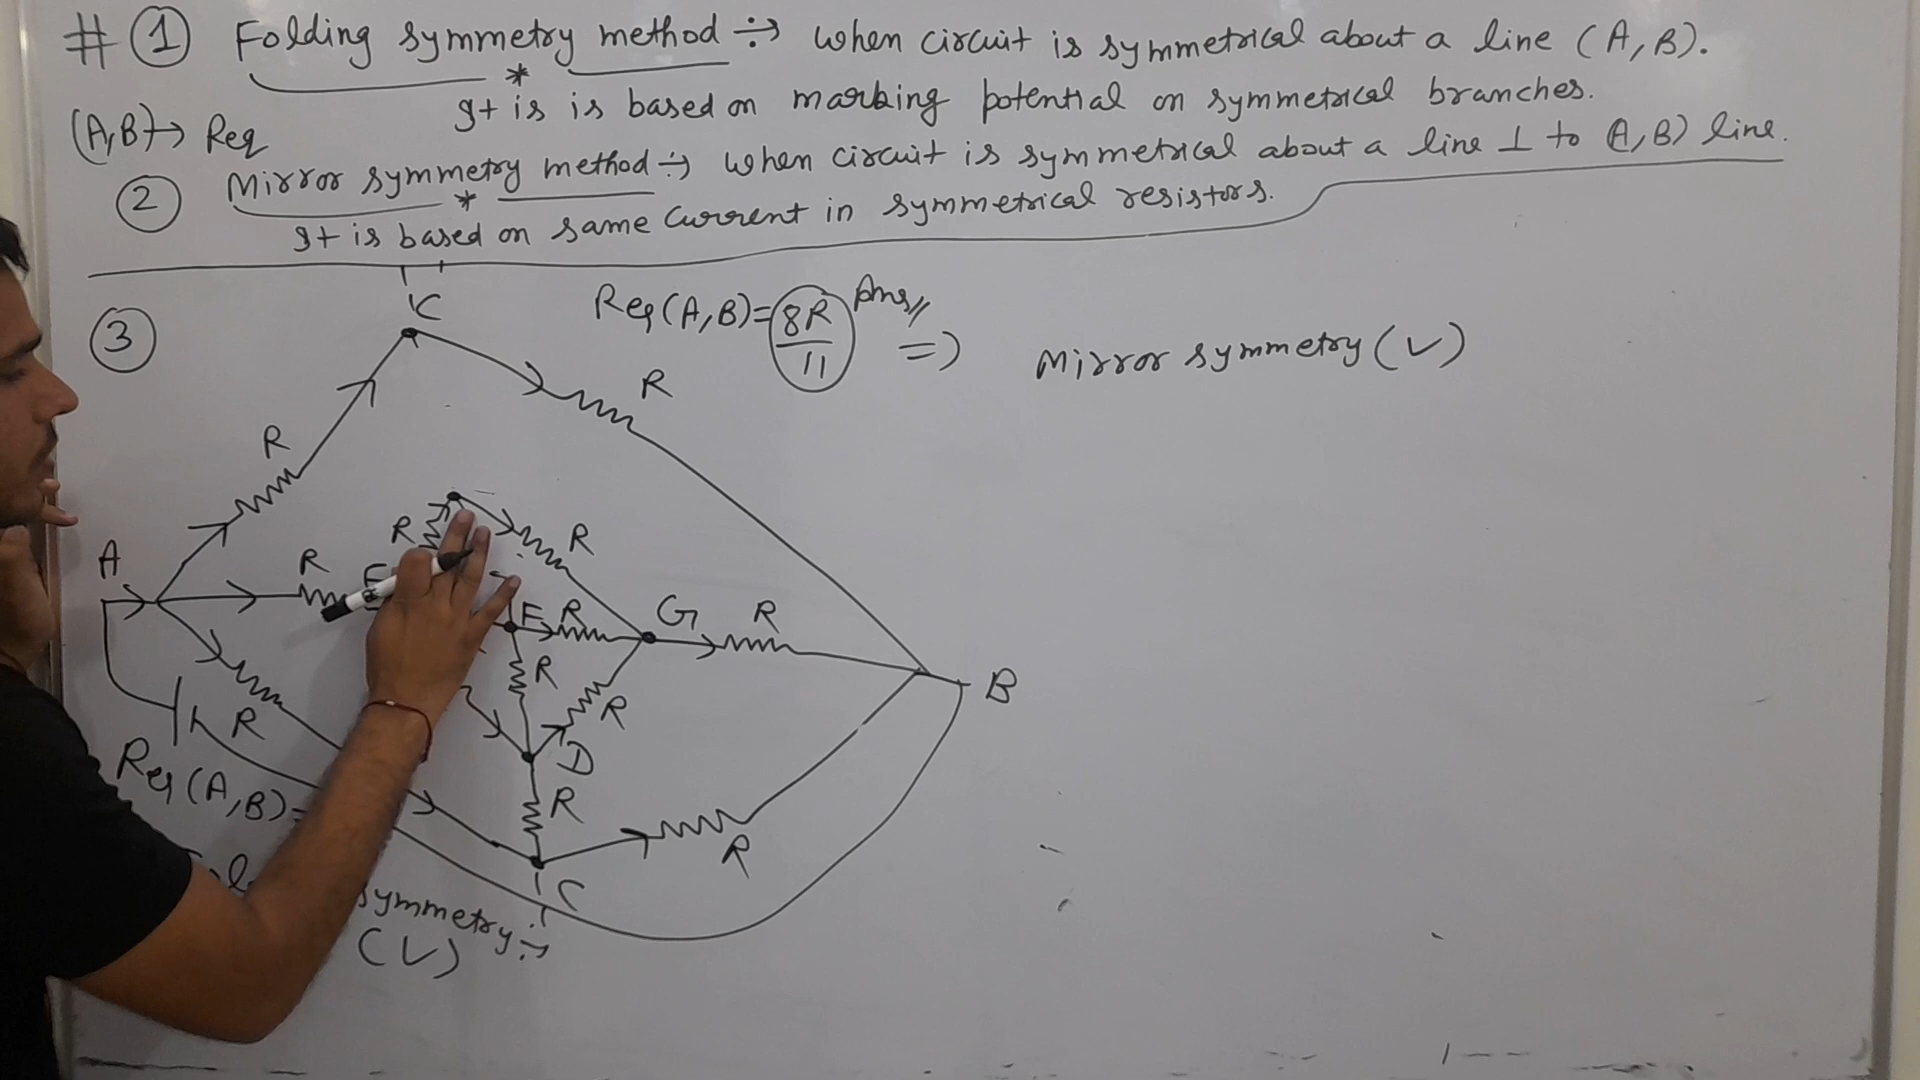 # ① Folding symmetry method ÷→ when circuit is symmetrical about a line (A,B).
* It is is based on marking potential on symmetrical branches.
(A,B)→ Req
② Mirror symmetry method ÷→ when circuit is symmetrical about a line ⊥ to (A,B) line.
* It is based on same current in symmetrical resistors.
③
C
Req(A,B)= 8R/11 Ans //
=> Mirror symmetry (V)
R
R
R
R
A
R
E
F
R
G
R
R
R
B
R
D
Req(A,B)=
R
R
C
symmetry ÷→
(V)